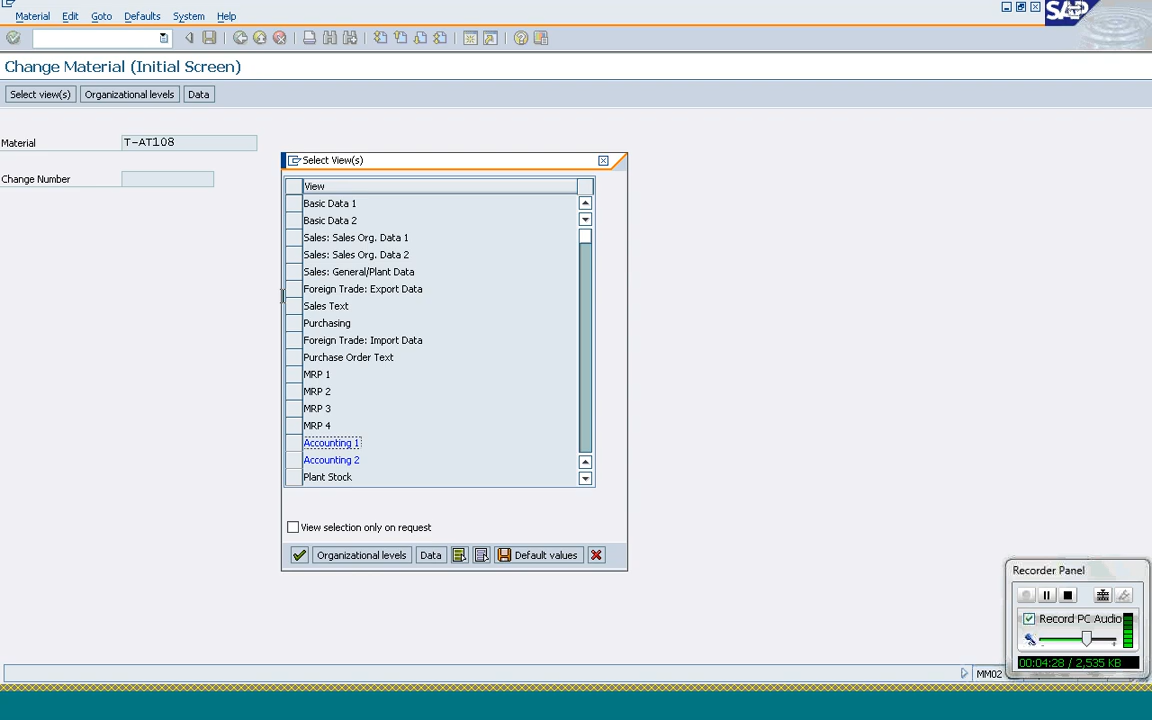 Material Edit Goto Defaults System Help
SAP
Change Material (Initial Screen)
Select view(s) Organizational levels Data
Material T-AT108
Change Number
Select View(s)
View
Basic Data 1
Basic Data 2
Sales: Sales Org. Data 1
Sales: Sales Org. Data 2
Sales: General/Plant Data
Foreign Trade: Export Data
Sales Text
Purchasing
Foreign Trade: Import Data
Purchase Order Text
MRP 1
MRP 2
MRP 3
MRP 4
Accounting 1
Accounting 2
Plant Stock
View selection only on request
Organizational levels Data Default values
Recorder Panel
Record PC Audio
00:04:28 / 2,535 KB
MM02